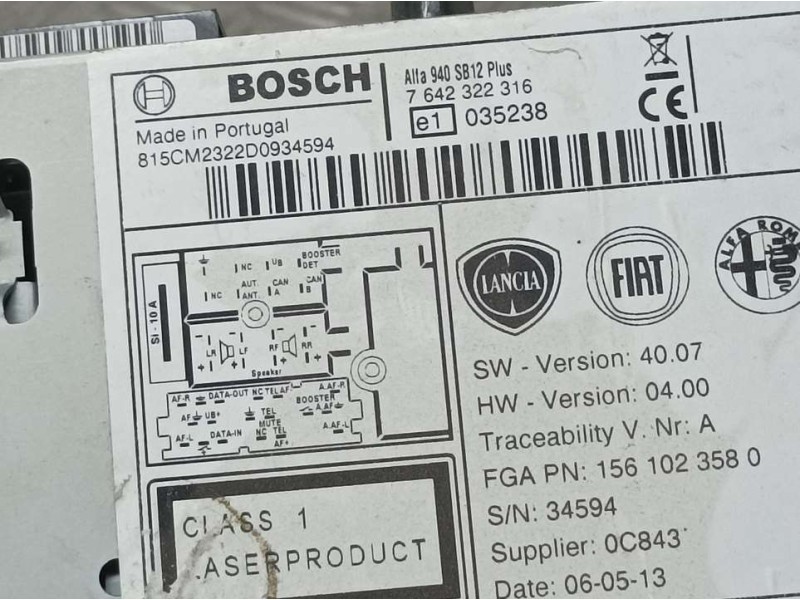 BOSCH
Alfa 940 SB12 Plus
7 642 322 316
e1 035238
CE
Made in Portugal
815CM2322D0934594
NC UB BOOSTER DET
NC AUT. ANT. CAN A CAN B
SI - 10 A
LR LF RF RR
Speaker
AF-R DATA-OUT NC TEL AF- A.AF-R
AF UB+ TEL MUTE BOOSTER A.AF
AF-L DATA-IN NC TEL AF+ A.AF-L
LANCIA
FIAT
ALFA ROM
SW - Version: 40.07
HW - Version: 04.00
Traceability V. Nr: A
FGA PN: 156 102 358 0
S/N: 34594
Supplier: 0C843
Date: 06-05-13
CLASS 1
ASERPRODUCT